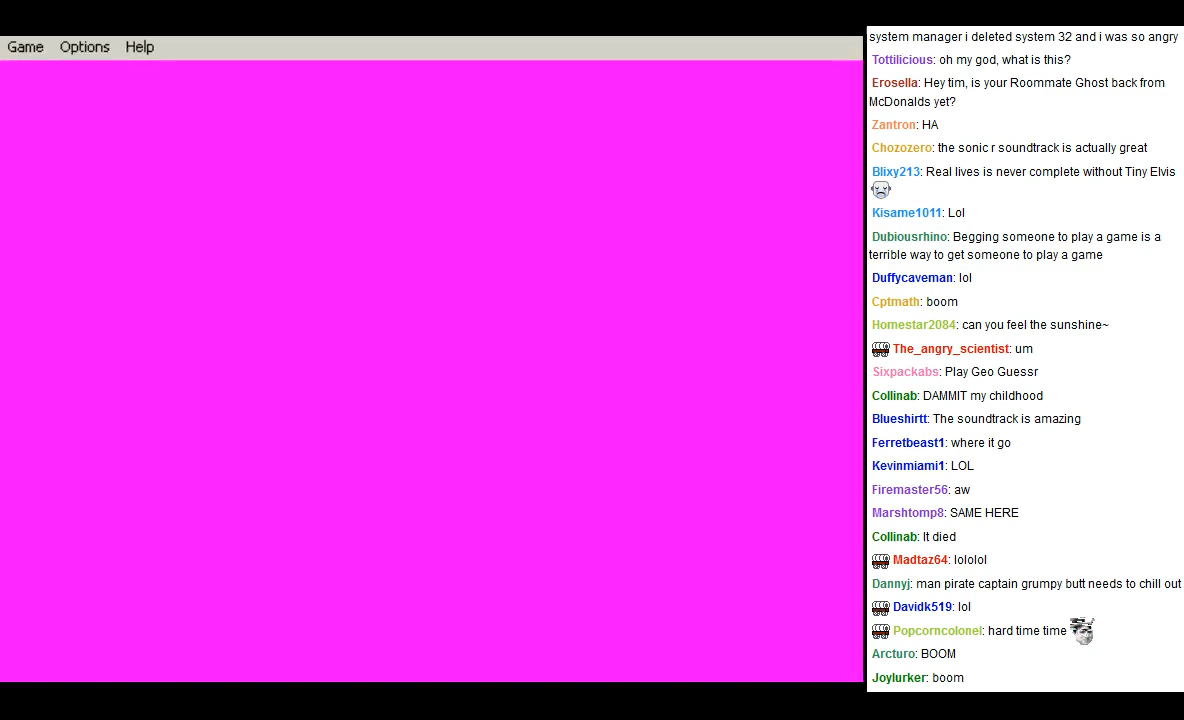 Game Options Help
system manager i deleted system 32 and i was so angry
Tottilicious: oh my god, what is this?
Erosella: Hey tim, is your Roommate Ghost back from
McDonalds yet?
Zantron: HA
Chozozero: the sonic r soundtrack is actually great
Blixy213: Real lives is never complete without Tiny Elvis
Kisame1011: Lol
Dubiousrhino: Begging someone to play a game is a
terrible way to get someone to play a game
Duffycaveman: lol
Cptmath: boom
Homestar2084: can you feel the sunshine~
The_angry_scientist: um
Sixpackabs: Play Geo Guessr
Collinab: DAMMIT my childhood
Blueshirtt: The soundtrack is amazing
Ferretbeast1: where it go
Kevinmiami1: LOL
Firemaster56: aw
Marshtomp8: SAME HERE
Collinab: It died
Madtaz64: lololol
Dannyj: man pirate captain grumpy butt needs to chill out
Davidk519: lol
Popcorncolonel: hard time time
Arcturo: BOOM
Joylurker: boom